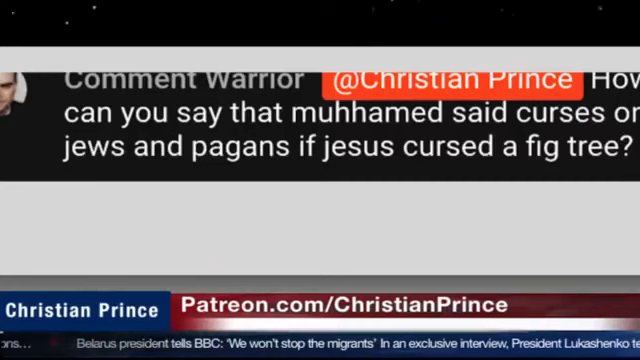 Comment Warrior @Christian Prince How
can you say that muhhamed said curses on
jews and pagans if jesus cursed a fig tree?
Christian Prince
Patreon.com/ChristianPrince
ons… Belarus president tells BBC: 'We won't stop the migrants' In an exclusive interview, President Lukashenko te